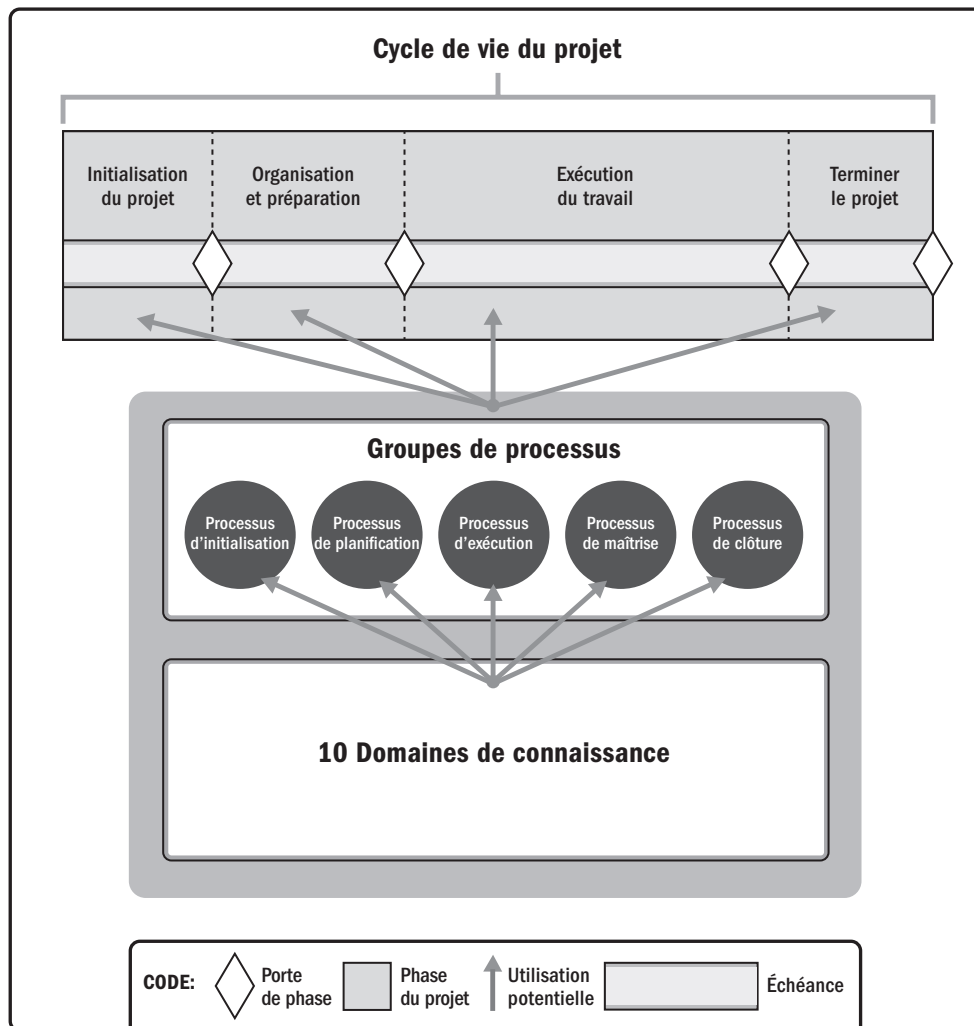 Cycle de vie du projet
Initialisation
du projet
Organisation
et préparation
Exécution
du travail
Terminer
le projet
Groupes de processus
Processus
d’initialisation
Processus
de planification
Processus
d’exécution
Processus
de maîtrise
Processus
de clôture
10 Domaines de connaissance
CODE:
Porte
de phase
Phase
du projet
Utilisation
potentielle
Échéance